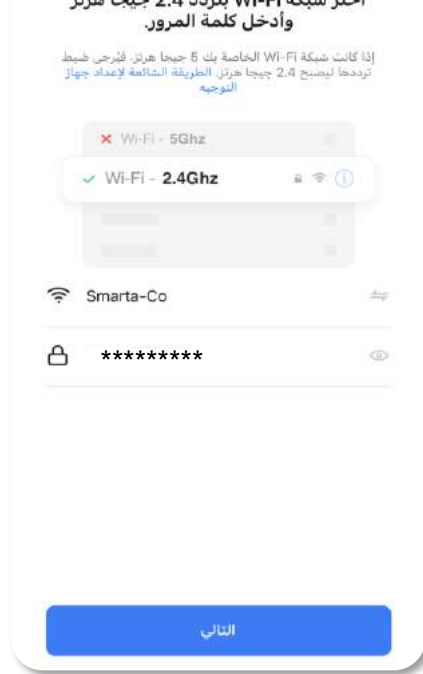 اختر شبكة Wi-Fi بتردد 2.4 جيجا هرتز
وأدخل كلمة المرور.
إذا كانت شبكة Wi-Fi الخاصة بك 5 جيجا هرتز، فيُرجى ضبط
ترددها ليصبح 2.4 جيجا هرتز. الطريقة الشائعة لإعداد جهاز
التوجيه
Wi-Fi - 5Ghz
Wi-Fi - 2.4Ghz
Smarta-Co
*********
التالي